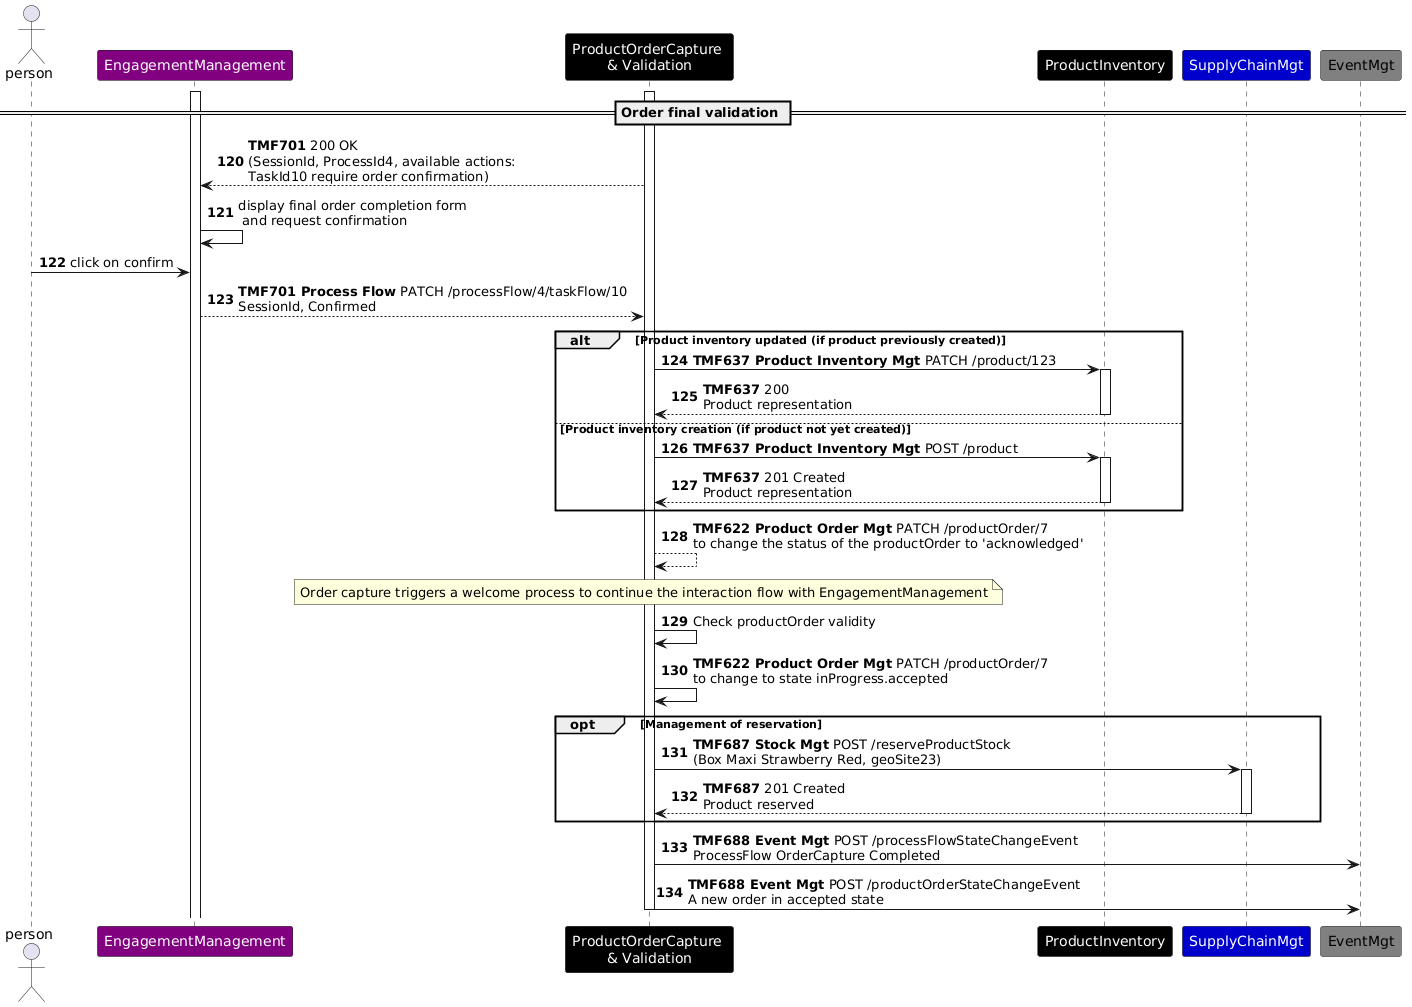 person
EngagementManagement
ProductOrderCapture
& Validation
ProductInventory
SupplyChainMgt
EventMgt
Order final validation
TMF701 200 OK
120 (SessionId, ProcessId4, available actions:
TaskId10 require order confirmation)
121 display final order completion form
and request confirmation
122 click on confirm
123 TMF701 Process Flow PATCH /processFlow/4/taskFlow/10
SessionId, Confirmed
alt [Product inventory updated (if product previously created)]
124 TMF637 Product Inventory Mgt PATCH /product/123
125 TMF637 200
Product representation
[Product inventory creation (if product not yet created)]
126 TMF637 Product Inventory Mgt POST /product
127 TMF637 201 Created
Product representation
128 TMF622 Product Order Mgt PATCH /productOrder/7
to change the status of the productOrder to 'acknowledged'
Order capture triggers a welcome process to continue the interaction flow with EngagementManagement
129 Check productOrder validity
130 TMF622 Product Order Mgt PATCH /productOrder/7
to change to state inProgress.accepted
opt [Management of reservation]
131 TMF687 Stock Mgt POST /reserveProductStock
(Box Maxi Strawberry Red, geoSite23)
132 TMF687 201 Created
Product reserved
133 TMF688 Event Mgt POST /processFlowStateChangeEvent
ProcessFlow OrderCapture Completed
134 TMF688 Event Mgt POST /productOrderStateChangeEvent
A new order in accepted state
person
EngagementManagement
ProductOrderCapture
& Validation
ProductInventory
SupplyChainMgt
EventMgt